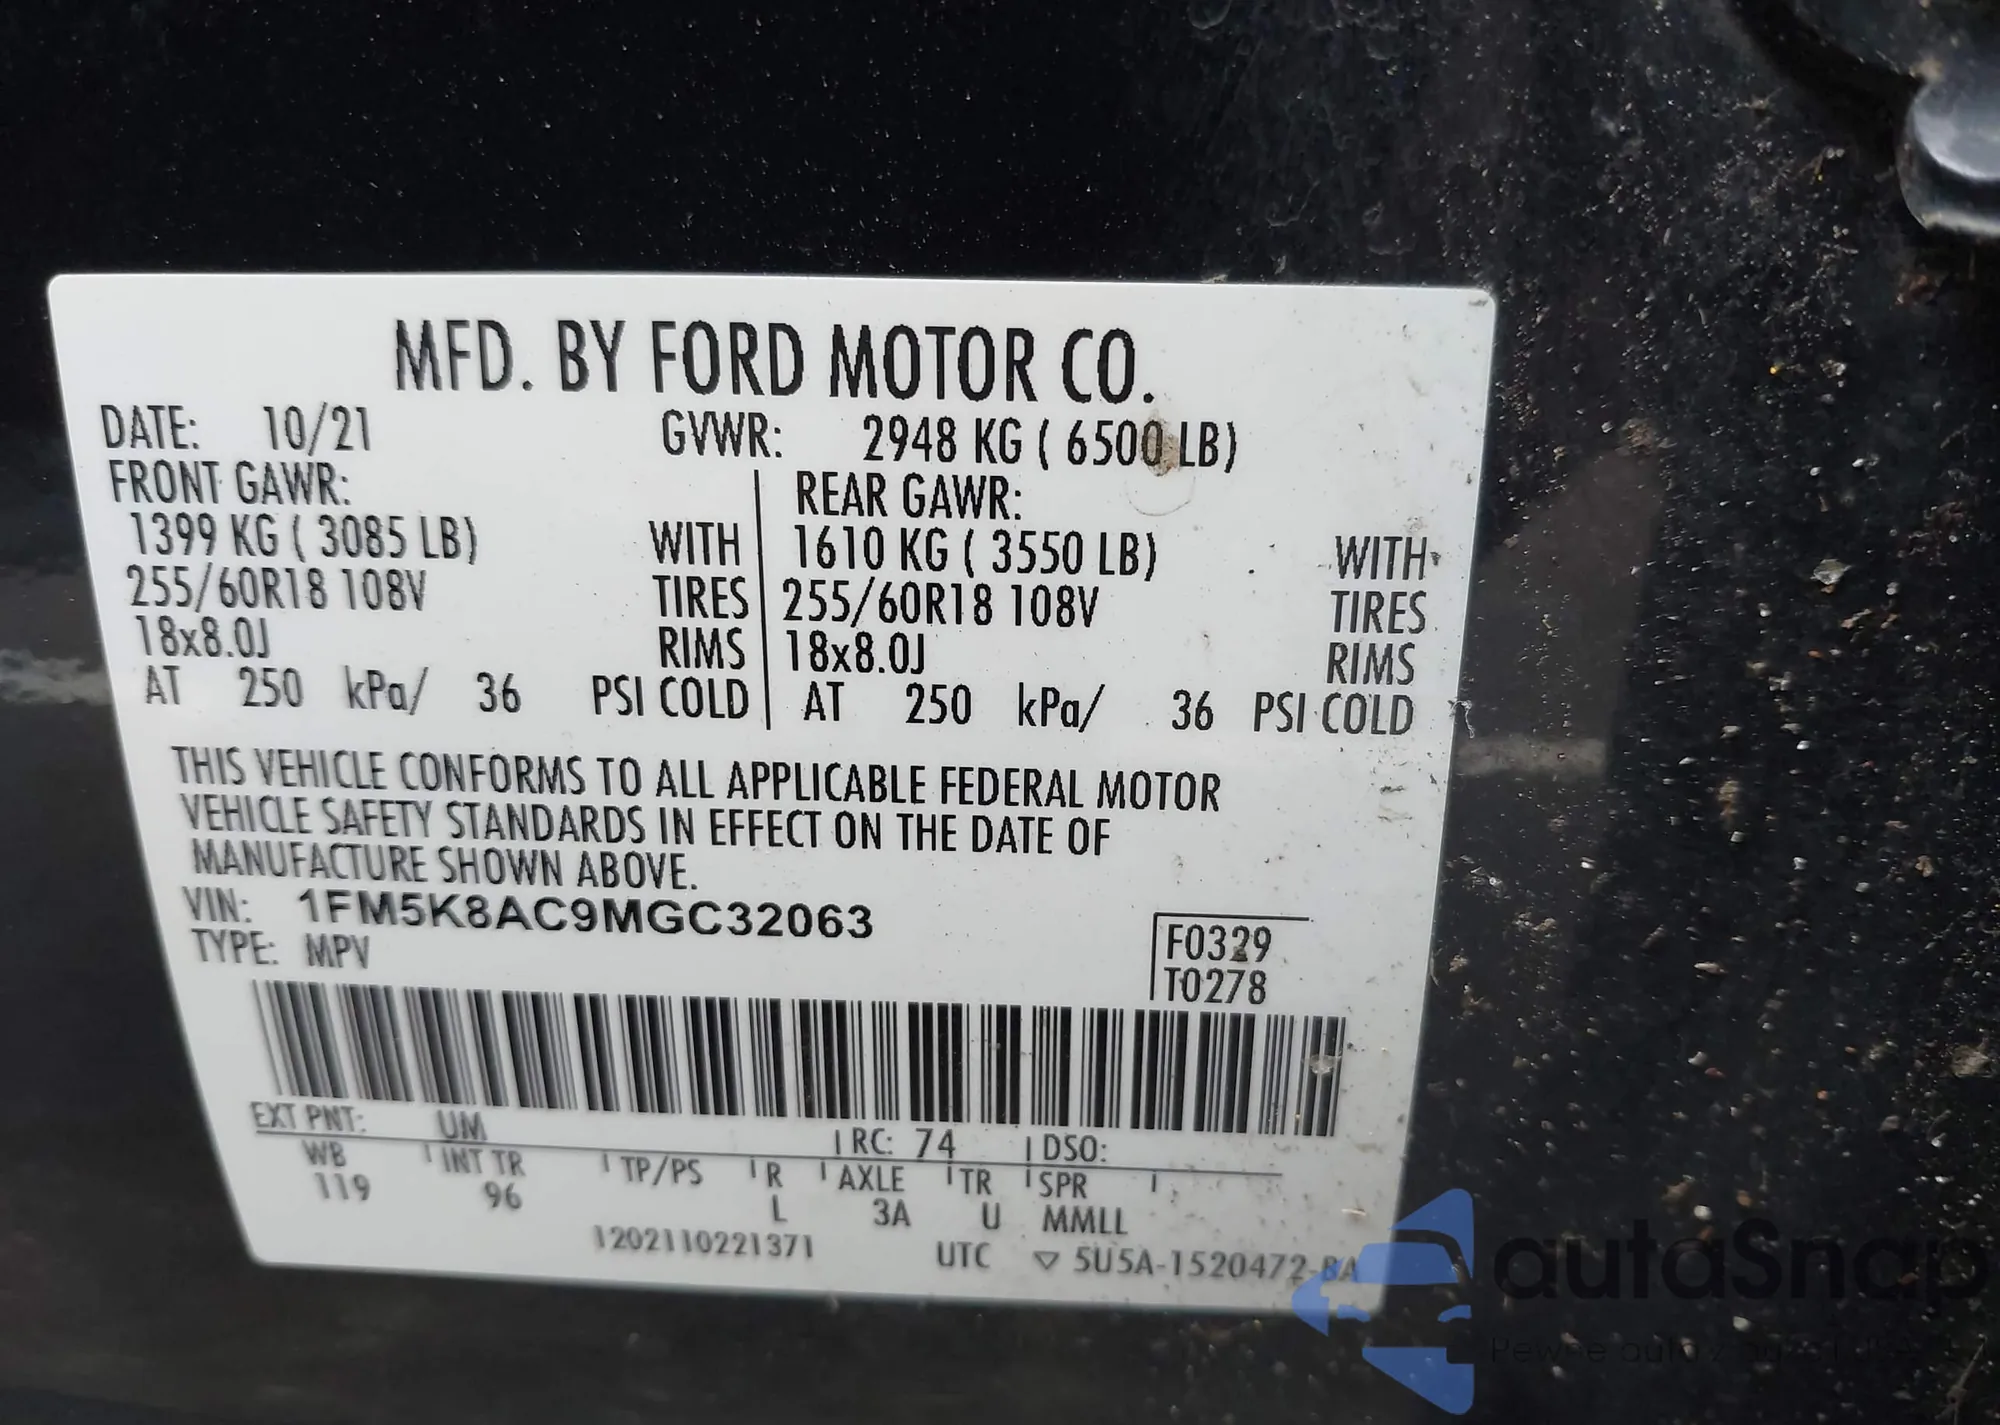 MFD. BY FORD MOTOR CO.
DATE: 10/21 GVWR: 2948 KG ( 6500 LB)
FRONT GAWR: REAR GAWR:
1399 KG ( 3085 LB) WITH 1610 KG ( 3550 LB) WITH
255/60R18 108V TIRES 255/60R18 108V TIRES
18x8.0J RIMS 18x8.0J RIMS
AT 250 kPa/ 36 PSI COLD AT 250 kPa/ 36 PSI COLD
THIS VEHICLE CONFORMS TO ALL APPLICABLE FEDERAL MOTOR
VEHICLE SAFETY STANDARDS IN EFFECT ON THE DATE OF
MANUFACTURE SHOWN ABOVE.
VIN: 1FM5K8AC9MGC32063
TYPE: MPV
F0329
T0278
EXT PNT: UM RC: 74 DSO:
WB INT TR TP/PS R AXLE TR SPR
119 96 L 3A U MMLL
1202110221371 UTC ▽ 5U5A-1520472-BA
autaSnap
Pewne auta z